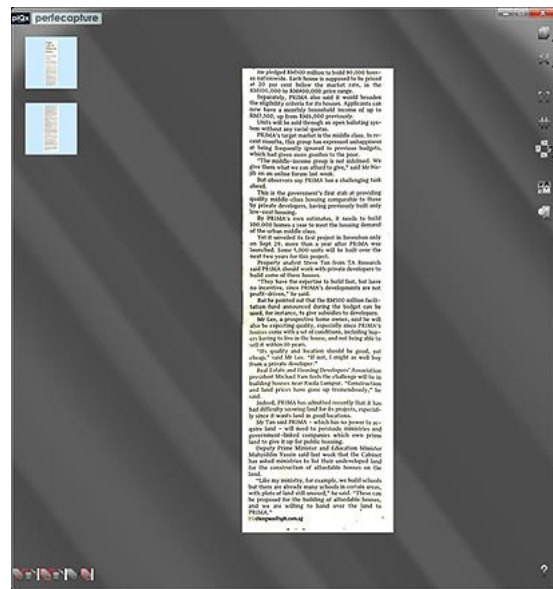 piQx perfecapture
He pledged RM500 million to build 80,000 hous-
es nationwide. Each house is supposed to be priced
at 20 per cent below the market rate, in the
RM100,000 to RM400,000 price range.
Separately, PR1MA also said it would broaden
the eligibility criteria for its houses. Applicants can
now have a monthly household income of up to
RM7,500, up from RM6,000 previously.
Units will be sold through an open balloting sys-
tem without any racial quotas.
PR1MA's target market is the middle class. In re-
cent months, this group has expressed unhappiness
at being frequently ignored in previous budgets,
which had given more goodies to the poor.
"The middle-income group is not sidelined. We
give them what we can afford to give," said Mr Na-
jib on an online forum last week.
But observers say PR1MA has a challenging task
ahead.
This is the government's first stab at providing
quality middle-class housing comparable to those
by private developers, having previously built only
low-cost housing.
By PR1MA's own estimates, it needs to build
100,000 homes a year to meet the housing demand
of the urban middle class.
Yet it unveiled its first project in Seremban only
on Sept 20, more than a year after PR1MA was
launched. Some 5,000 units will be built over the
next two years for this project.
Property analyst Steve Tan from TA Research
said PR1MA should work with private developers to
build some of these houses.
"They have the expertise to build fast, but have
no incentive, since PR1MA's developments are not
profit-driven," he said.
But he pointed out that the RM500 million facili-
tation fund announced during the budget can be
used, for instance, to give subsidies to developers.
Mr Lee, a prospective home owner, said he will
also be expecting quality, especially since PR1MA's
homes come with a set of conditions, including buy-
ers having to live in the house, and not being able to
sell it within 10 years.
"Its quality and location should be good, yet
cheap," said Mr Lee. "If not, I might as well buy
from a private developer."
Real Estate and Housing Developers' Association
president Michael Yam feels the challenge will be in
building houses near Kuala Lumpur. "Construction
and land prices have gone up tremendously," he
said.
Indeed, PR1MA has admitted recently that it has
had difficulty securing land for its projects, especial-
ly since it wants land in good locations.
Mr Tan said PR1MA – which has no power to ac-
quire land – will need to persuade ministries and
government-linked companies which own prime
land to give it up for public housing.
Deputy Prime Minister and Education Minister
Muhyiddin Yassin said last week that the Cabinet
has asked ministries to list their undeveloped land
for the construction of affordable houses on the
land.
"Like my ministry, for example, we build schools
but there are already many schools in certain areas,
with plots of land still unused," he said. "These can
be proposed for the building of affordable houses,
and we are willing to hand over the land to
PR1MA."